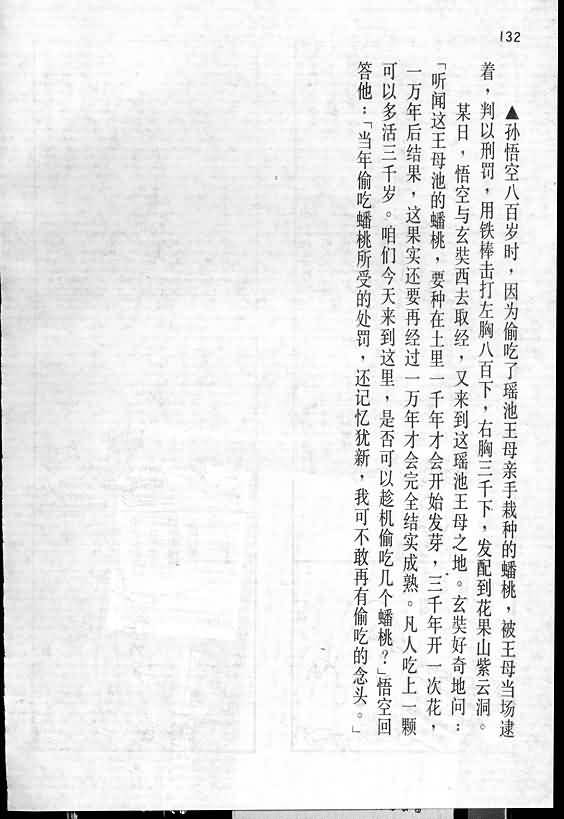 132
▲孙悟空八百岁时，因为偷吃了瑶池王母亲手栽种的蟠桃，被王母当场逮
着，判以刑罚，用铁棒击打左胸八百下，右胸三千下，发配到花果山紫云洞。
某日，悟空与玄奘西去取经，又来到这瑶池王母之地。玄奘好奇地问：
「听闻这王母池的蟠桃，要种在土里一千年才会开始发芽，三千年开一次花，
一万年后结果，这果实还要再经过一万年才会完全结实成熟。凡人吃上一颗
可以多活三千岁。咱们今天来到这里，是否可以趁机偷吃几个蟠桃？」悟空回
答他：「当年偷吃蟠桃所受的处罚，还记忆犹新，我可不敢再有偷吃的念头。」